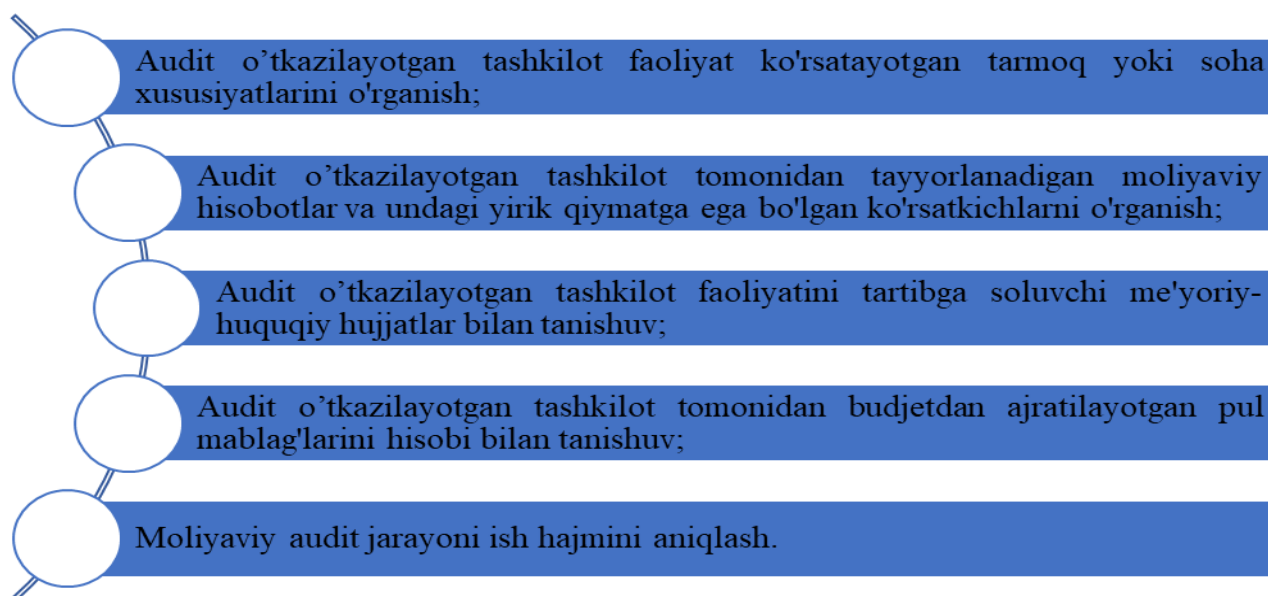 Audit o’tkazilayotgan tashkilot faoliyat ko'rsatayotgan tarmoq yoki soha
xususiyatlarini o'rganish;
Audit o’tkazilayotgan tashkilot tomonidan tayyorlanadigan moliyaviy
hisobotlar va undagi yirik qiymatga ega bo'lgan ko'rsatkichlarni o'rganish;
Audit o’tkazilayotgan tashkilot faoliyatini tartibga soluvchi me'yoriy-
huquqiy hujjatlar bilan tanishuv;
Audit o’tkazilayotgan tashkilot tomonidan budjetdan ajratilayotgan pul
mablag'larini hisobi bilan tanishuv;
Moliyaviy audit jarayoni ish hajmini aniqlash.